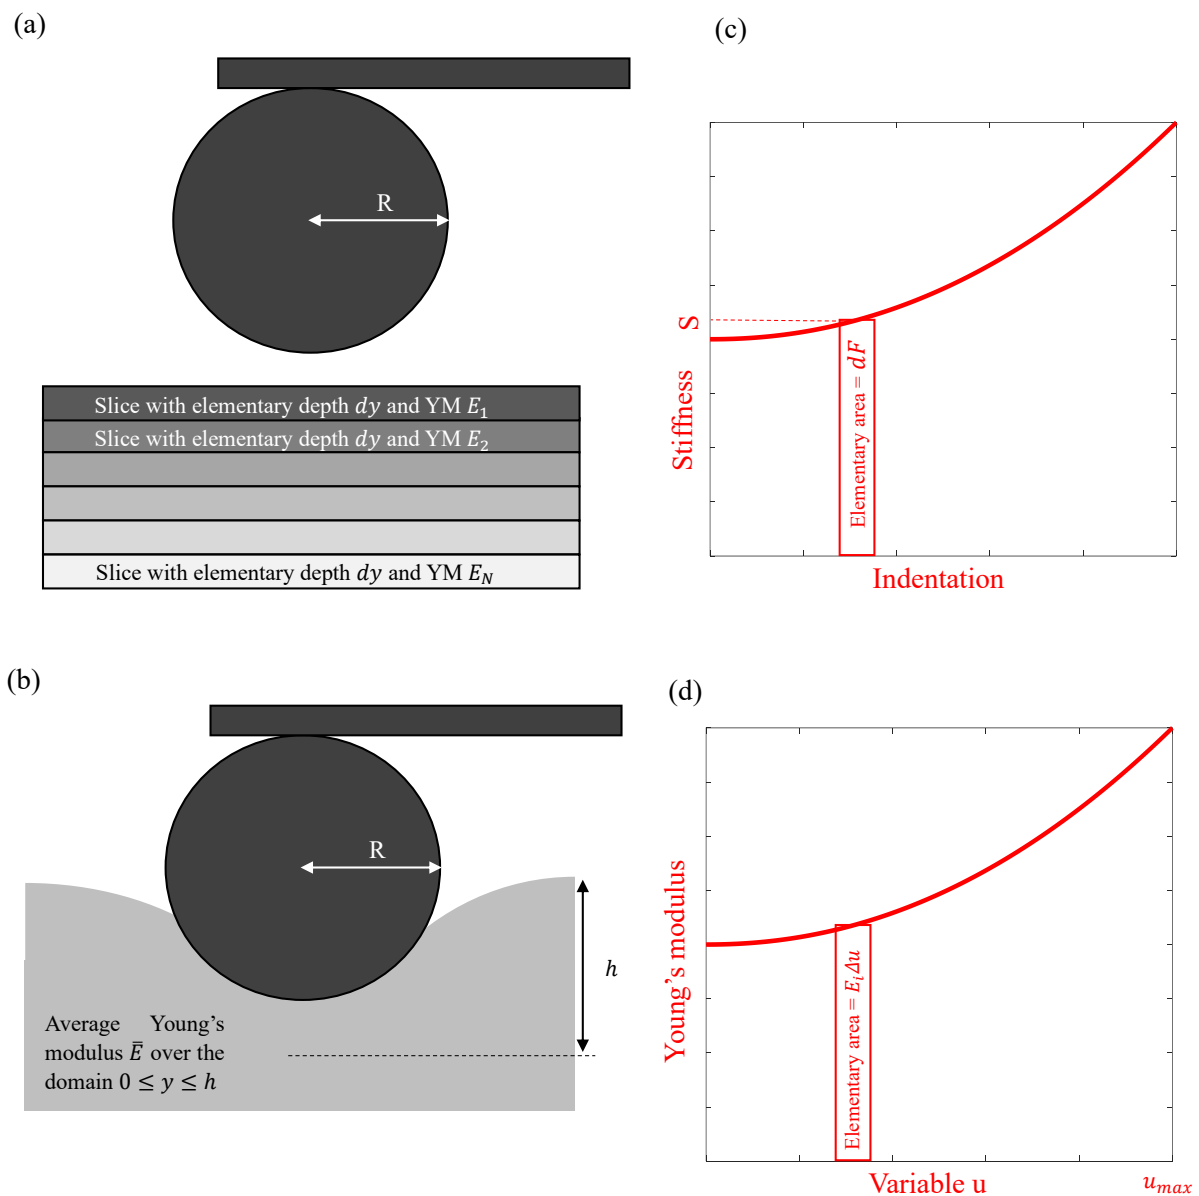 (a)
R
Slice with elementary depth dy and YM E₁
Slice with elementary depth dy and YM E₂
Slice with elementary depth dy and YM E_N
(b)
R
h
Average Young's
modulus Ē over the
domain 0 ≤ y ≤ h
(c)
Stiffness S
Elementary area = dF
Indentation
(d)
Young's modulus
Elementary area = EᵢΔu
Variable u
u_max